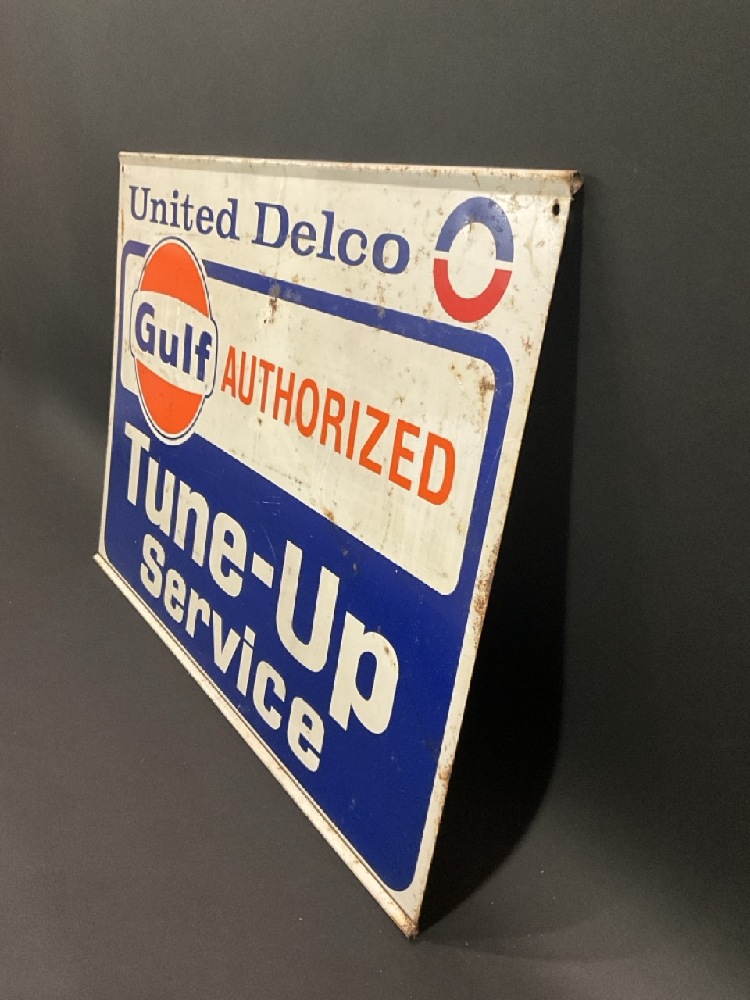 United Delco
Gulf
AUTHORIZED
Tune-Up
Service